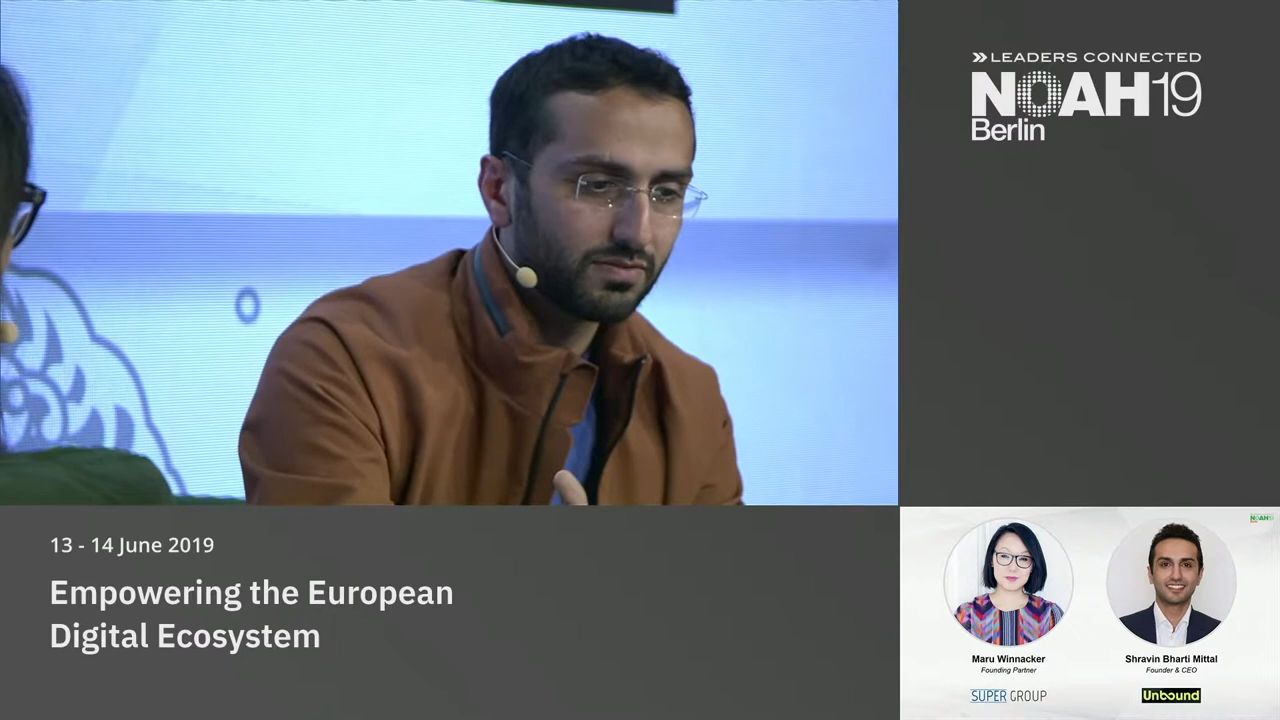 LEADERS CONNECTED
NOAH19
Berlin
13 - 14 June 2019
Empowering the European
Digital Ecosystem
NOAH19
Maru Winnacker
Founding Partner
SUPER GROUP
Shravin Bharti Mittal
Founder & CEO
Unbound